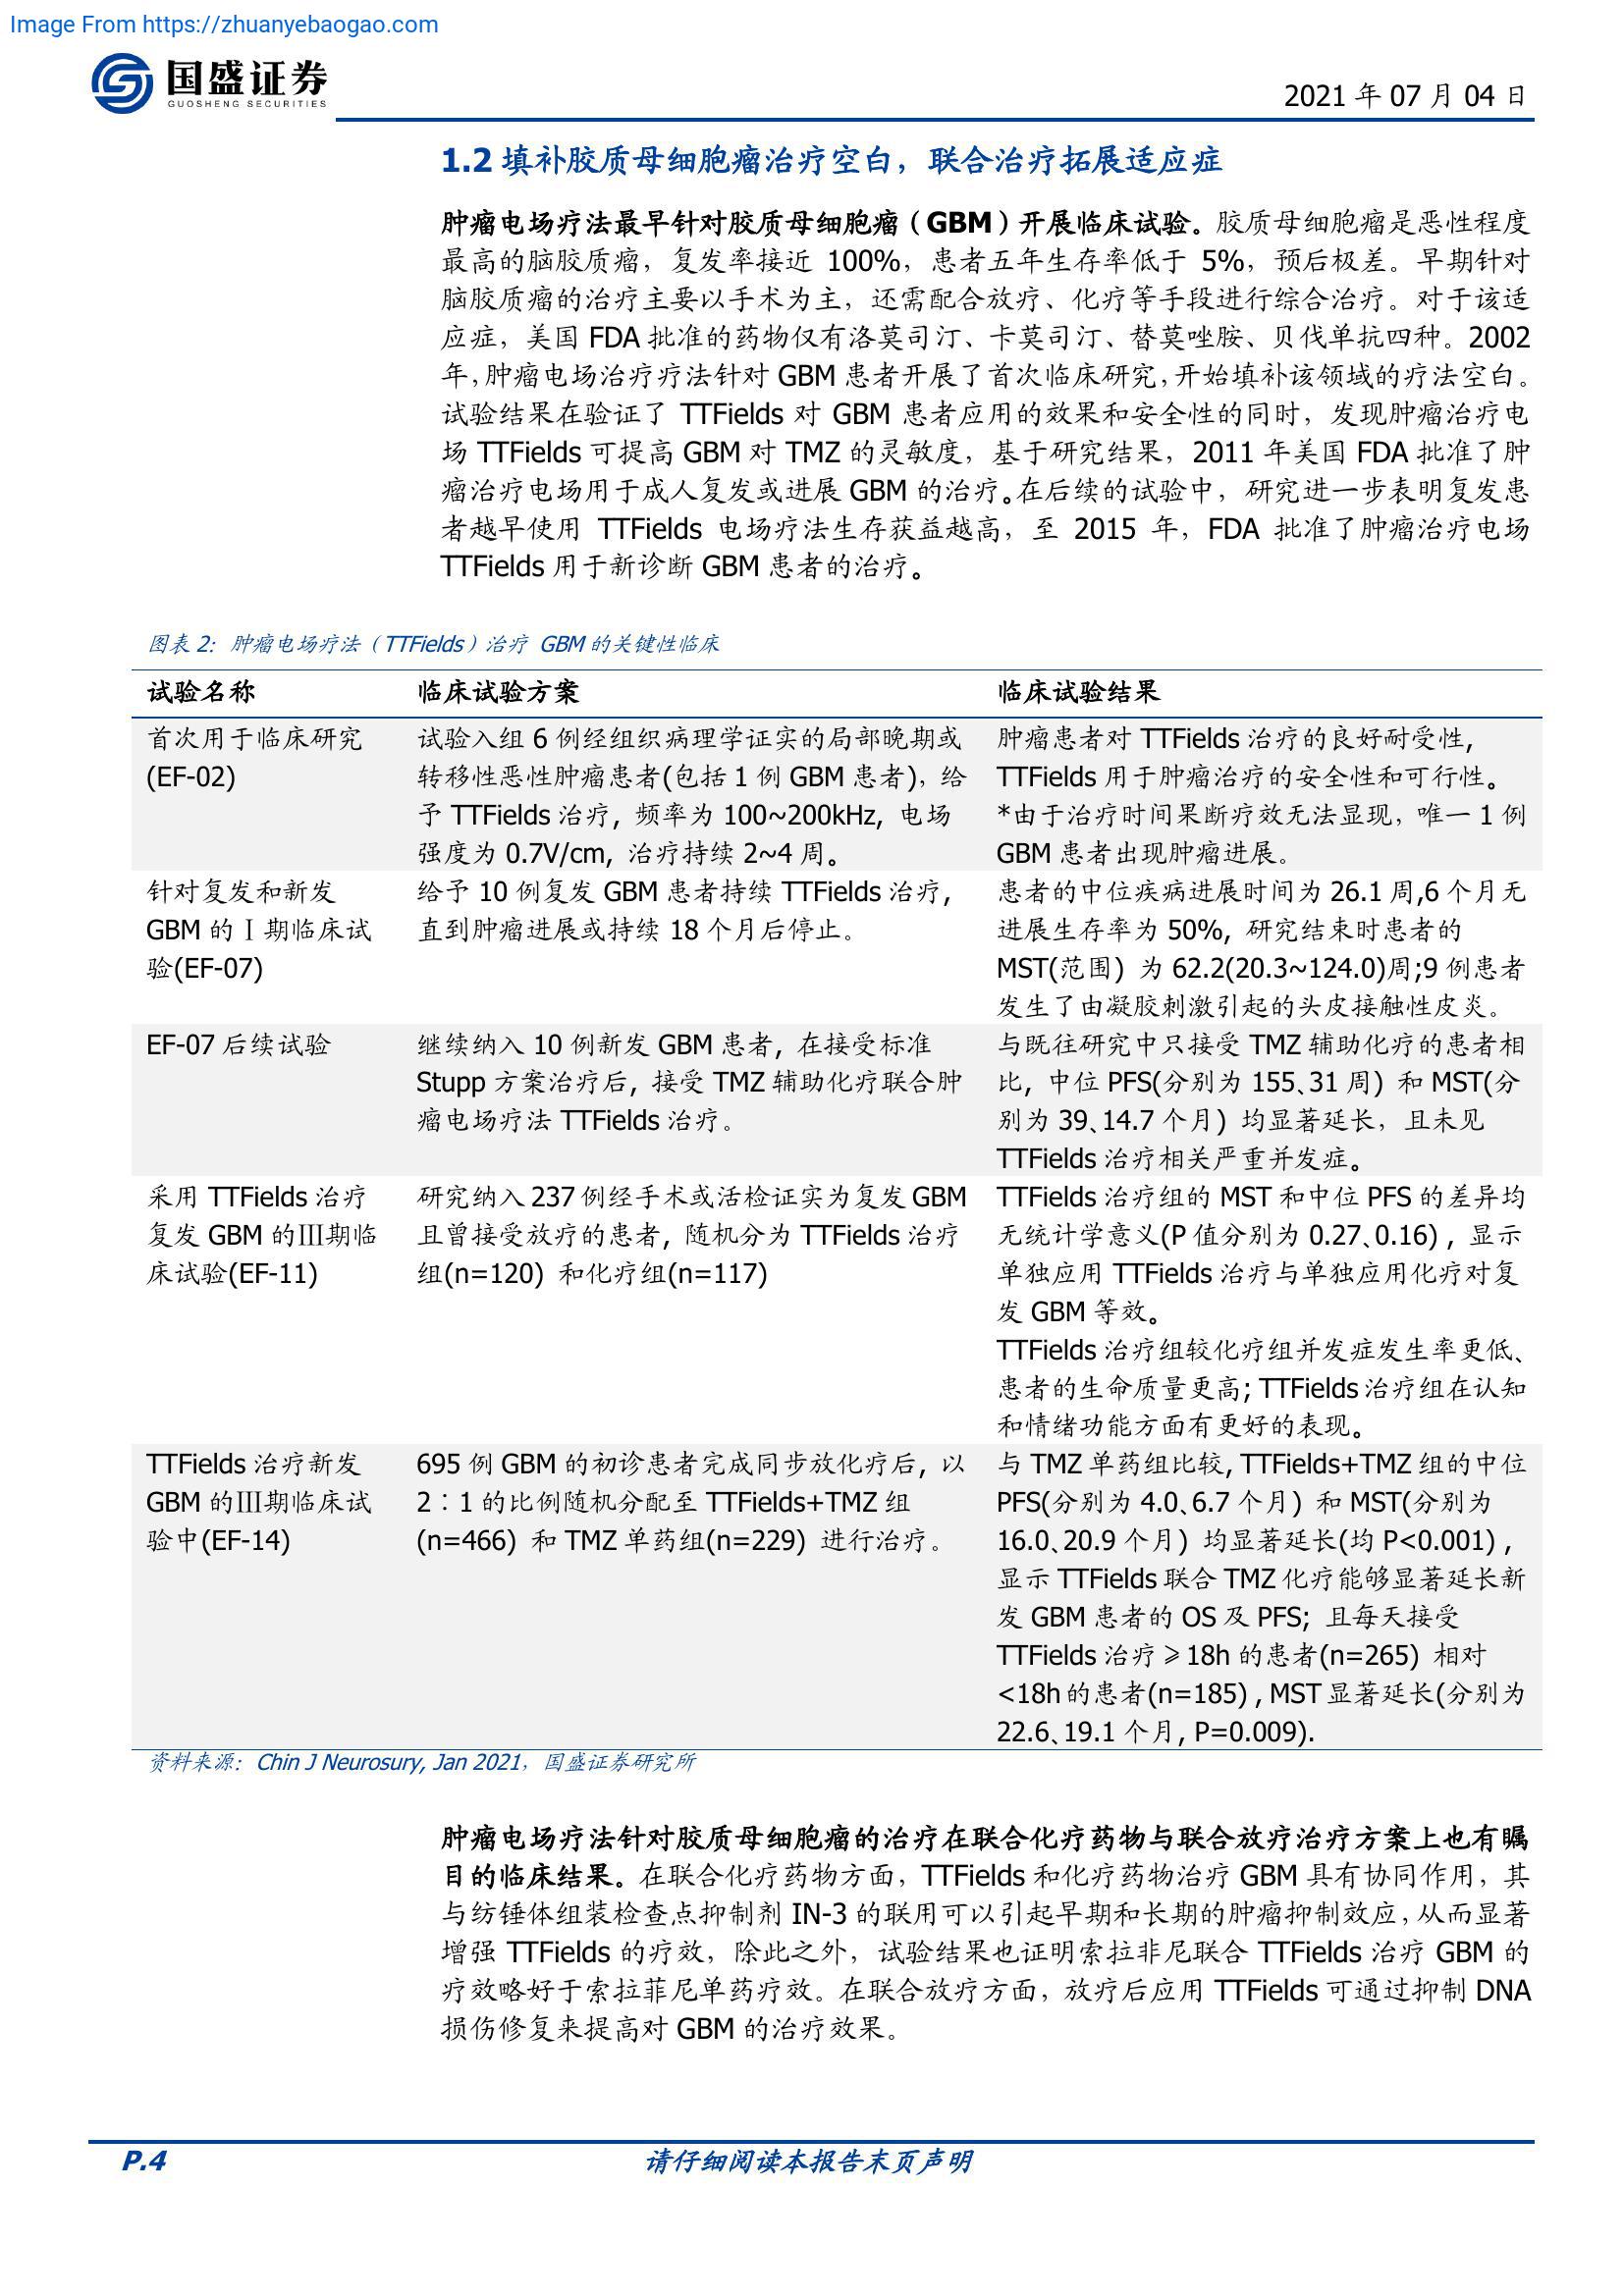 Image From https://zhuanyebaogao.com
国盛证券
GUOSHENG SECURITIES
2021 年 07 月 04 日
1.2 填补胶质母细胞瘤治疗空白，联合治疗拓展适应症
肿瘤电场疗法最早针对胶质母细胞瘤（GBM）开展临床试验。胶质母细胞瘤是恶性程度
最高的脑胶质瘤，复发率接近 100%，患者五年生存率低于 5%，预后极差。早期针对
脑胶质瘤的治疗主要以手术为主，还需配合放疗、化疗等手段进行综合治疗。对于该适
应症，美国 FDA 批准的药物仅有洛莫司汀、卡莫司汀、替莫唑胺、贝伐单抗四种。2002
年，肿瘤电场治疗疗法针对 GBM 患者开展了首次临床研究，开始填补该领域的疗法空白。
试验结果在验证了 TTFields 对 GBM 患者应用的效果和安全性的同时，发现肿瘤治疗电
场 TTFields 可提高 GBM 对 TMZ 的灵敏度，基于研究结果，2011 年美国 FDA 批准了肿
瘤治疗电场用于成人复发或进展 GBM 的治疗。在后续的试验中，研究进一步表明复发患
者越早使用 TTFields 电场疗法生存获益越高，至 2015 年，FDA 批准了肿瘤治疗电场
TTFields 用于新诊断 GBM 患者的治疗。
图表 2：肿瘤电场疗法（TTFields）治疗 GBM 的关键性临床
试验名称 临床试验方案 临床试验结果
首次用于临床研究
(EF-02)
试验入组 6 例经组织病理学证实的局部晚期或
转移性恶性肿瘤患者(包括 1 例 GBM 患者)，给
予 TTFields 治疗, 频率为 100~200kHz, 电场
强度为 0.7V/cm, 治疗持续 2~4 周。
肿瘤患者对 TTFields 治疗的良好耐受性,
TTFields 用于肿瘤治疗的安全性和可行性。
*由于治疗时间果断疗效无法显现，唯一 1 例
GBM 患者出现肿瘤进展。
针对复发和新发
GBM 的Ⅰ期临床试
验(EF-07)
给予 10 例复发 GBM 患者持续 TTFields 治疗,
直到肿瘤进展或持续 18 个月后停止。
患者的中位疾病进展时间为 26.1 周,6 个月无
进展生存率为 50%, 研究结束时患者的
MST(范围) 为 62.2(20.3~124.0)周;9 例患者
发生了由凝胶刺激引起的头皮接触性皮炎。
EF-07 后续试验
继续纳入 10 例新发 GBM 患者, 在接受标准
Stupp 方案治疗后, 接受 TMZ 辅助化疗联合肿
瘤电场疗法 TTFields 治疗。
与既往研究中只接受 TMZ 辅助化疗的患者相
比, 中位 PFS(分别为 155、31 周) 和 MST(分
别为 39、14.7 个月) 均显著延长，且未见
TTFields 治疗相关严重并发症。
采用 TTFields 治疗
复发 GBM 的Ⅲ期临
床试验(EF-11)
研究纳入 237 例经手术或活检证实为复发 GBM
且曾接受放疗的患者, 随机分为 TTFields 治疗
组(n=120) 和化疗组(n=117)
TTFields 治疗组的 MST 和中位 PFS 的差异均
无统计学意义(P 值分别为 0.27、0.16) , 显示
单独应用 TTFields 治疗与单独应用化疗对复
发 GBM 等效。
TTFields 治疗组较化疗组并发症发生率更低、
患者的生命质量更高; TTFields 治疗组在认知
和情绪功能方面有更好的表现。
TTFields 治疗新发
GBM 的Ⅲ期临床试
验中(EF-14)
695 例 GBM 的初诊患者完成同步放化疗后, 以
2∶1 的比例随机分配至 TTFields+TMZ 组
(n=466) 和 TMZ 单药组(n=229) 进行治疗。
与 TMZ 单药组比较, TTFields+TMZ 组的中位
PFS(分别为 4.0、6.7 个月) 和 MST(分别为
16.0、20.9 个月) 均显著延长(均 P<0.001) ,
显示 TTFields 联合 TMZ 化疗能够显著延长新
发 GBM 患者的 OS 及 PFS; 且每天接受
TTFields 治疗⩾18h 的患者(n=265) 相对
<18h 的患者(n=185) , MST 显著延长(分别为
22.6、19.1 个月, P=0.009).
资料来源：Chin J Neurosury, Jan 2021，国盛证券研究所
肿瘤电场疗法针对胶质母细胞瘤的治疗在联合化疗药物与联合放疗治疗方案上也有瞩
目的临床结果。在联合化疗药物方面，TTFields 和化疗药物治疗 GBM 具有协同作用，其
与纺锤体组装检查点抑制剂 IN-3 的联用可以引起早期和长期的肿瘤抑制效应，从而显著
增强 TTFields 的疗效，除此之外，试验结果也证明索拉非尼联合 TTFields 治疗 GBM 的
疗效略好于索拉菲尼单药疗效。在联合放疗方面，放疗后应用 TTFields 可通过抑制 DNA
损伤修复来提高对 GBM 的治疗效果。
P.4 请仔细阅读本报告末页声明